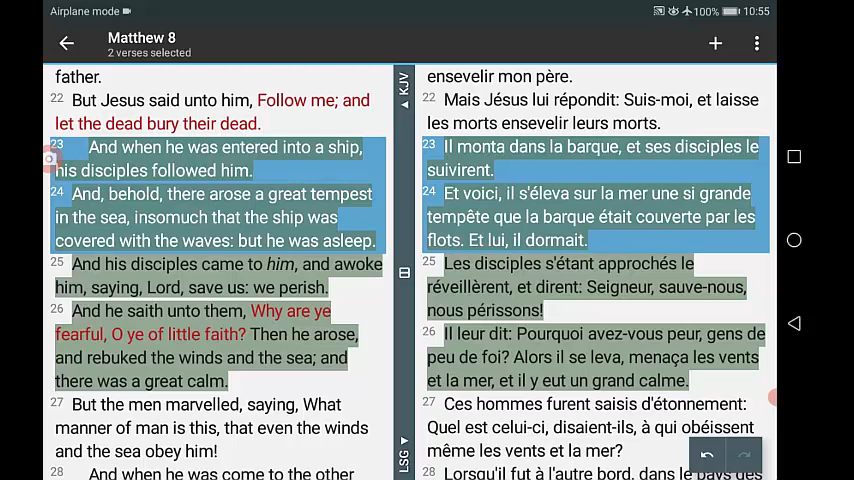 Airplane mode
100%
10:55
Matthew 8
2 verses selected
father.
22 But Jesus said unto him, Follow me; and
let the dead bury their dead.
23 And when he was entered into a ship,
his disciples followed him.
24 And, behold, there arose a great tempest
in the sea, insomuch that the ship was
covered with the waves: but he was asleep.
25 And his disciples came to him, and awoke
him, saying, Lord, save us: we perish.
26 And he saith unto them, Why are ye
fearful, O ye of little faith? Then he arose,
and rebuked the winds and the sea; and
there was a great calm.
27 But the men marvelled, saying, What
manner of man is this, that even the winds
and the sea obey him!
28 And when he was come to the other
KJV
LSG
ensevelir mon père.
22 Mais Jésus lui répondit: Suis-moi, et laisse
les morts ensevelir leurs morts.
23 Il monta dans la barque, et ses disciples le
suivirent.
24 Et voici, il s'éleva sur la mer une si grande
tempête que la barque était couverte par les
flots. Et lui, il dormait.
25 Les disciples s'étant approchés le
réveillèrent, et dirent: Seigneur, sauve-nous,
nous périssons!
26 Il leur dit: Pourquoi avez-vous peur, gens de
peu de foi? Alors il se leva, menaça les vents
et la mer, et il y eut un grand calme.
27 Ces hommes furent saisis d'étonnement:
Quel est celui-ci, disaient-ils, à qui obéissent
même les vents et la mer?
28 Lorsqu'il fut à l'autre bord, dans le pays des